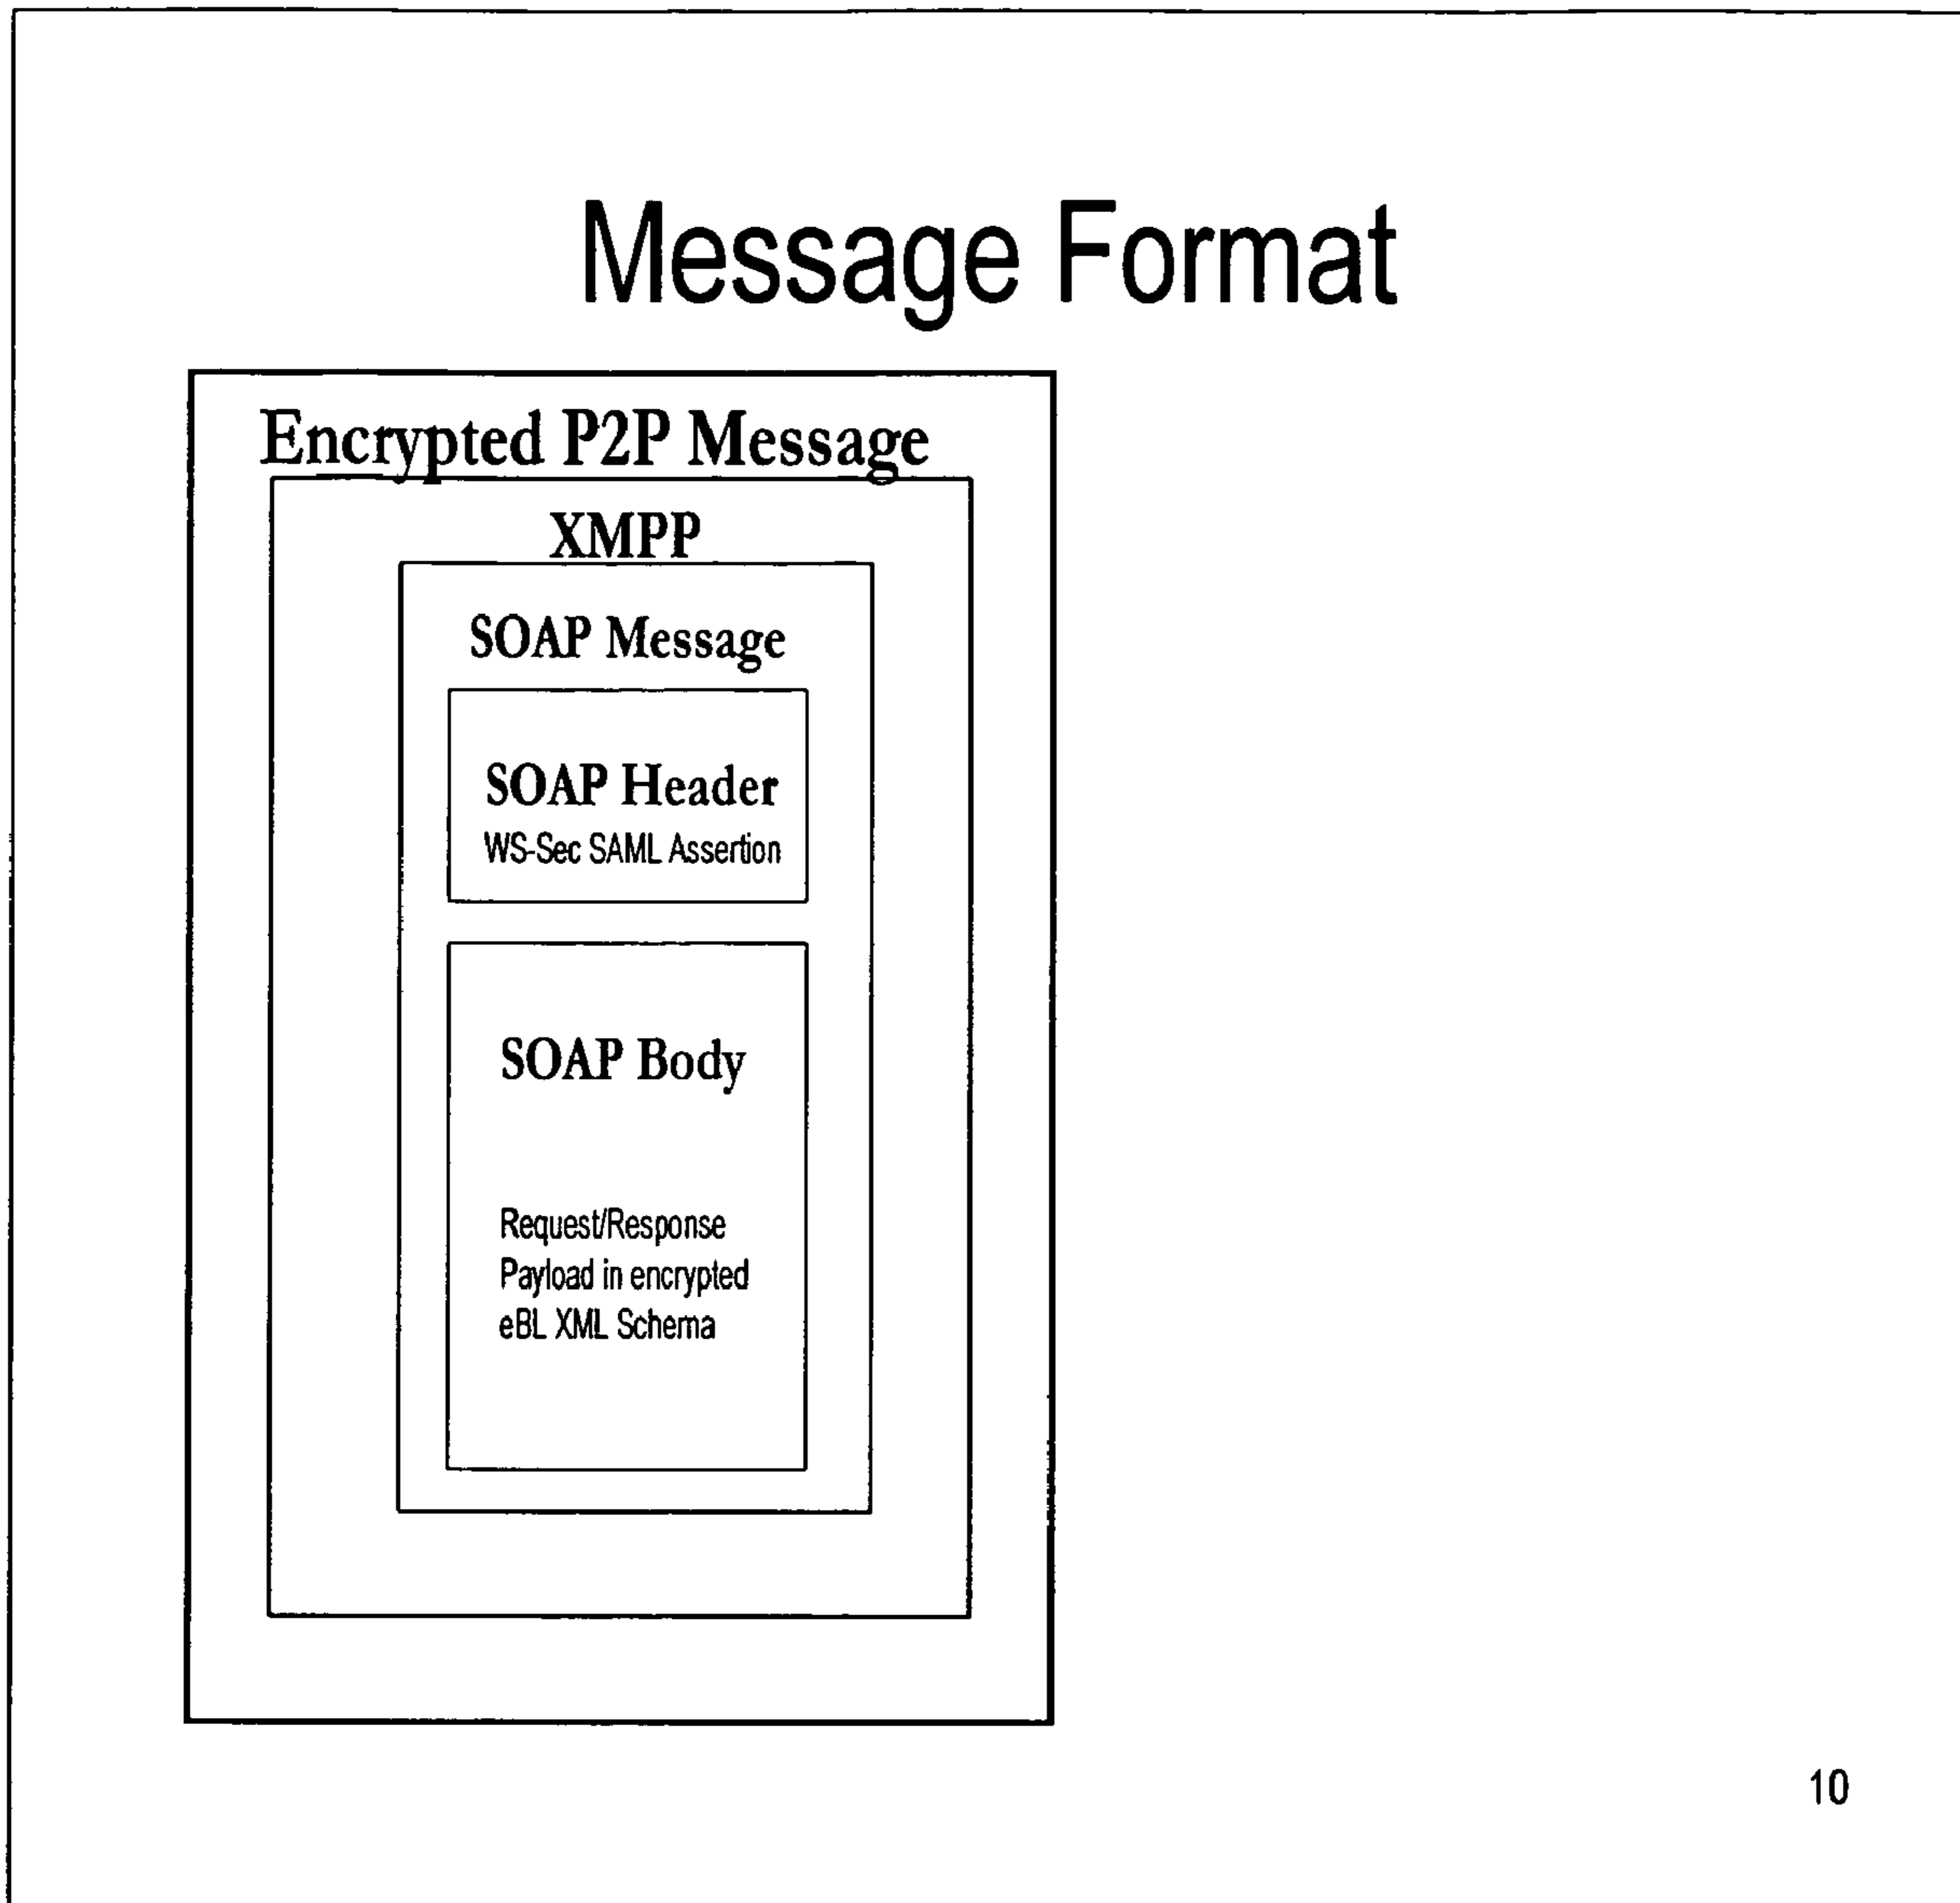 Message Format
Encrypted P2P Message
XMPP
SOAP Message
SOAP Header
WS-Sec SAML Assertion
SOAP Body
Request/Response
Payload in encrypted
eBL XML Schema
10